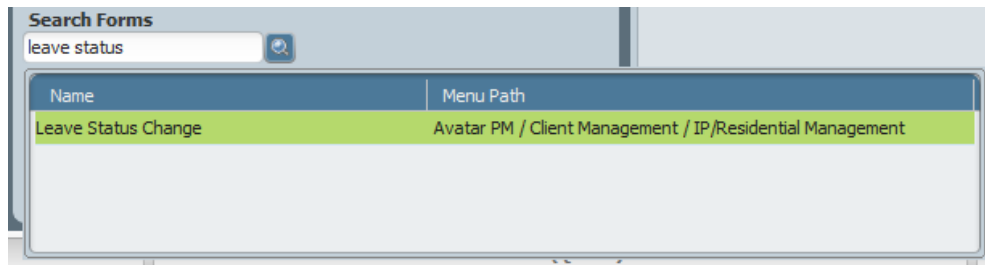 Search Forms
leave status
Name Menu Path
Leave Status Change Avatar PM / Client Management / IP/Residential Management